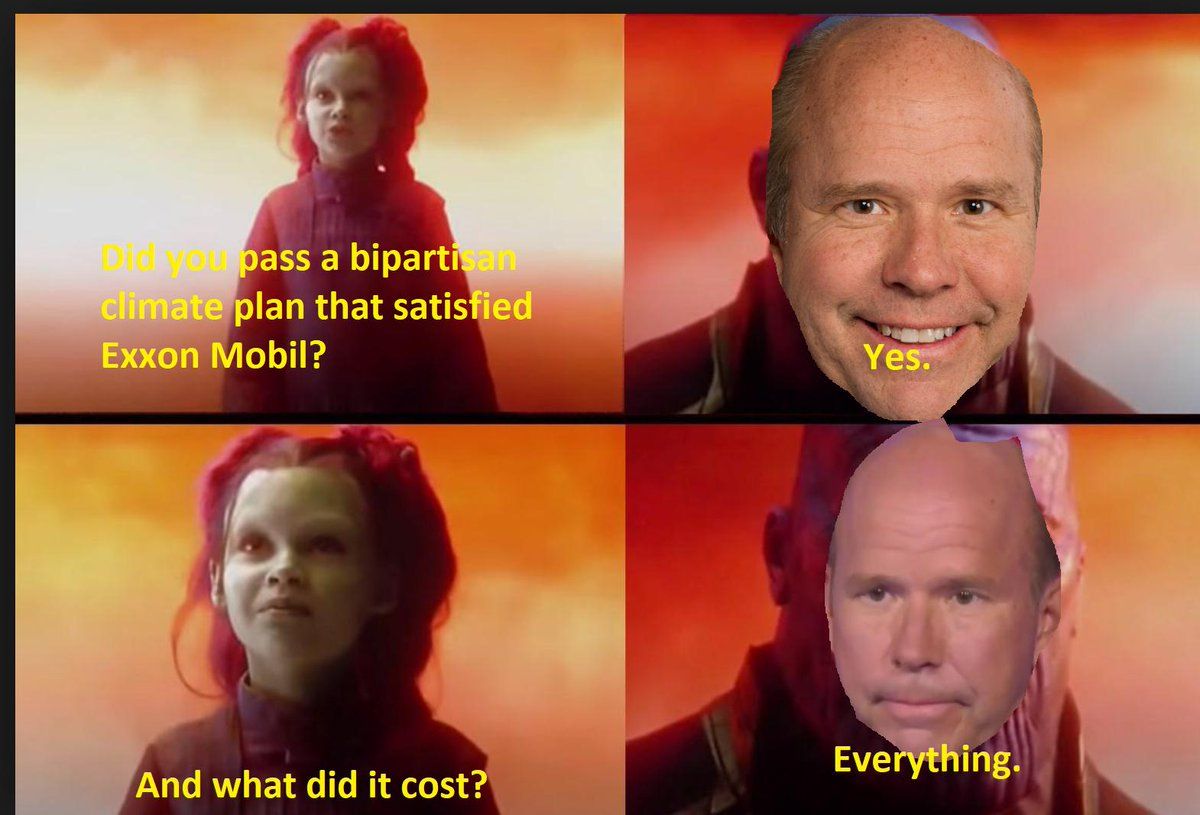 Did you pass a bipartisan
climate plan that satisfied
Exxon Mobil?
Yes.
And what did it cost?
Everything.